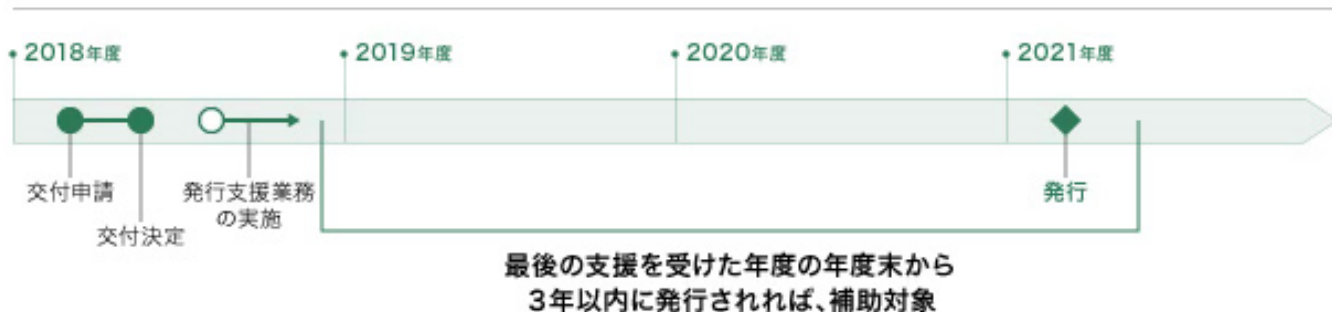 2018年度 2019年度 2020年度 2021年度
交付申請
交付決定
発行支援業務
の実施
発行
最後の支援を受けた年度の年度末から
3年以内に発行されれば、補助対象